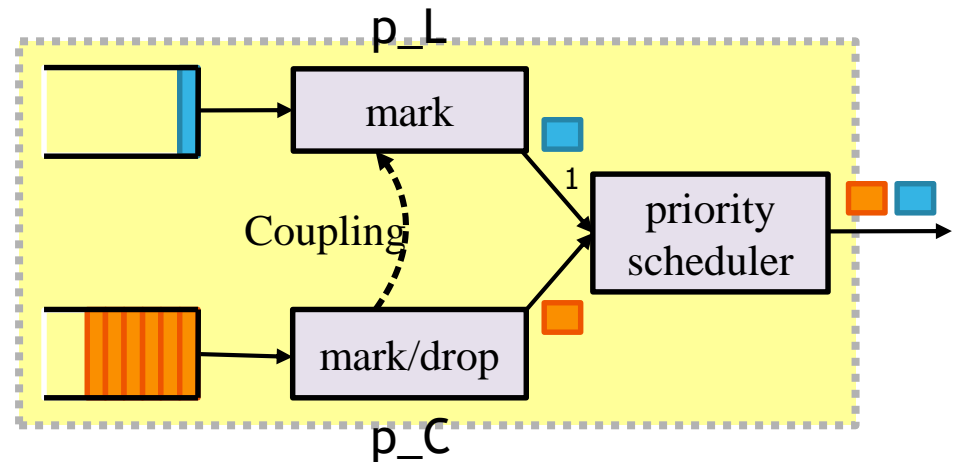 p_L
mark
1
Coupling
priority
scheduler
mark/drop
p_C